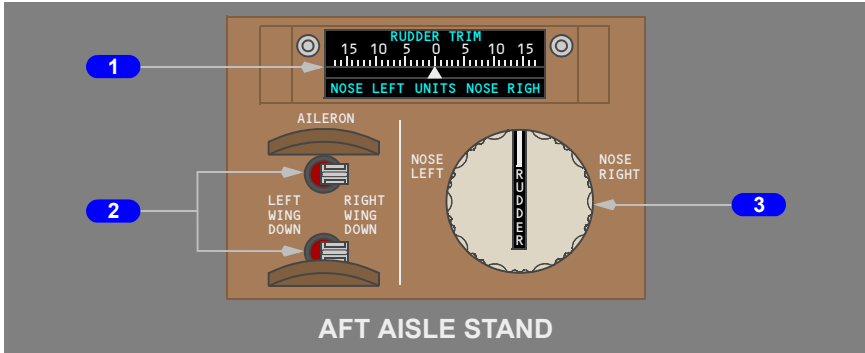 RUDDER TRIM
15 10 5 0 5 10 15
NOSE LEFT UNITS NOSE RIGH
1
AILERON
LEFT WING DOWN
RIGHT WING DOWN
2
NOSE LEFT
RUDDER
NOSE RIGHT
3
AFT AISLE STAND